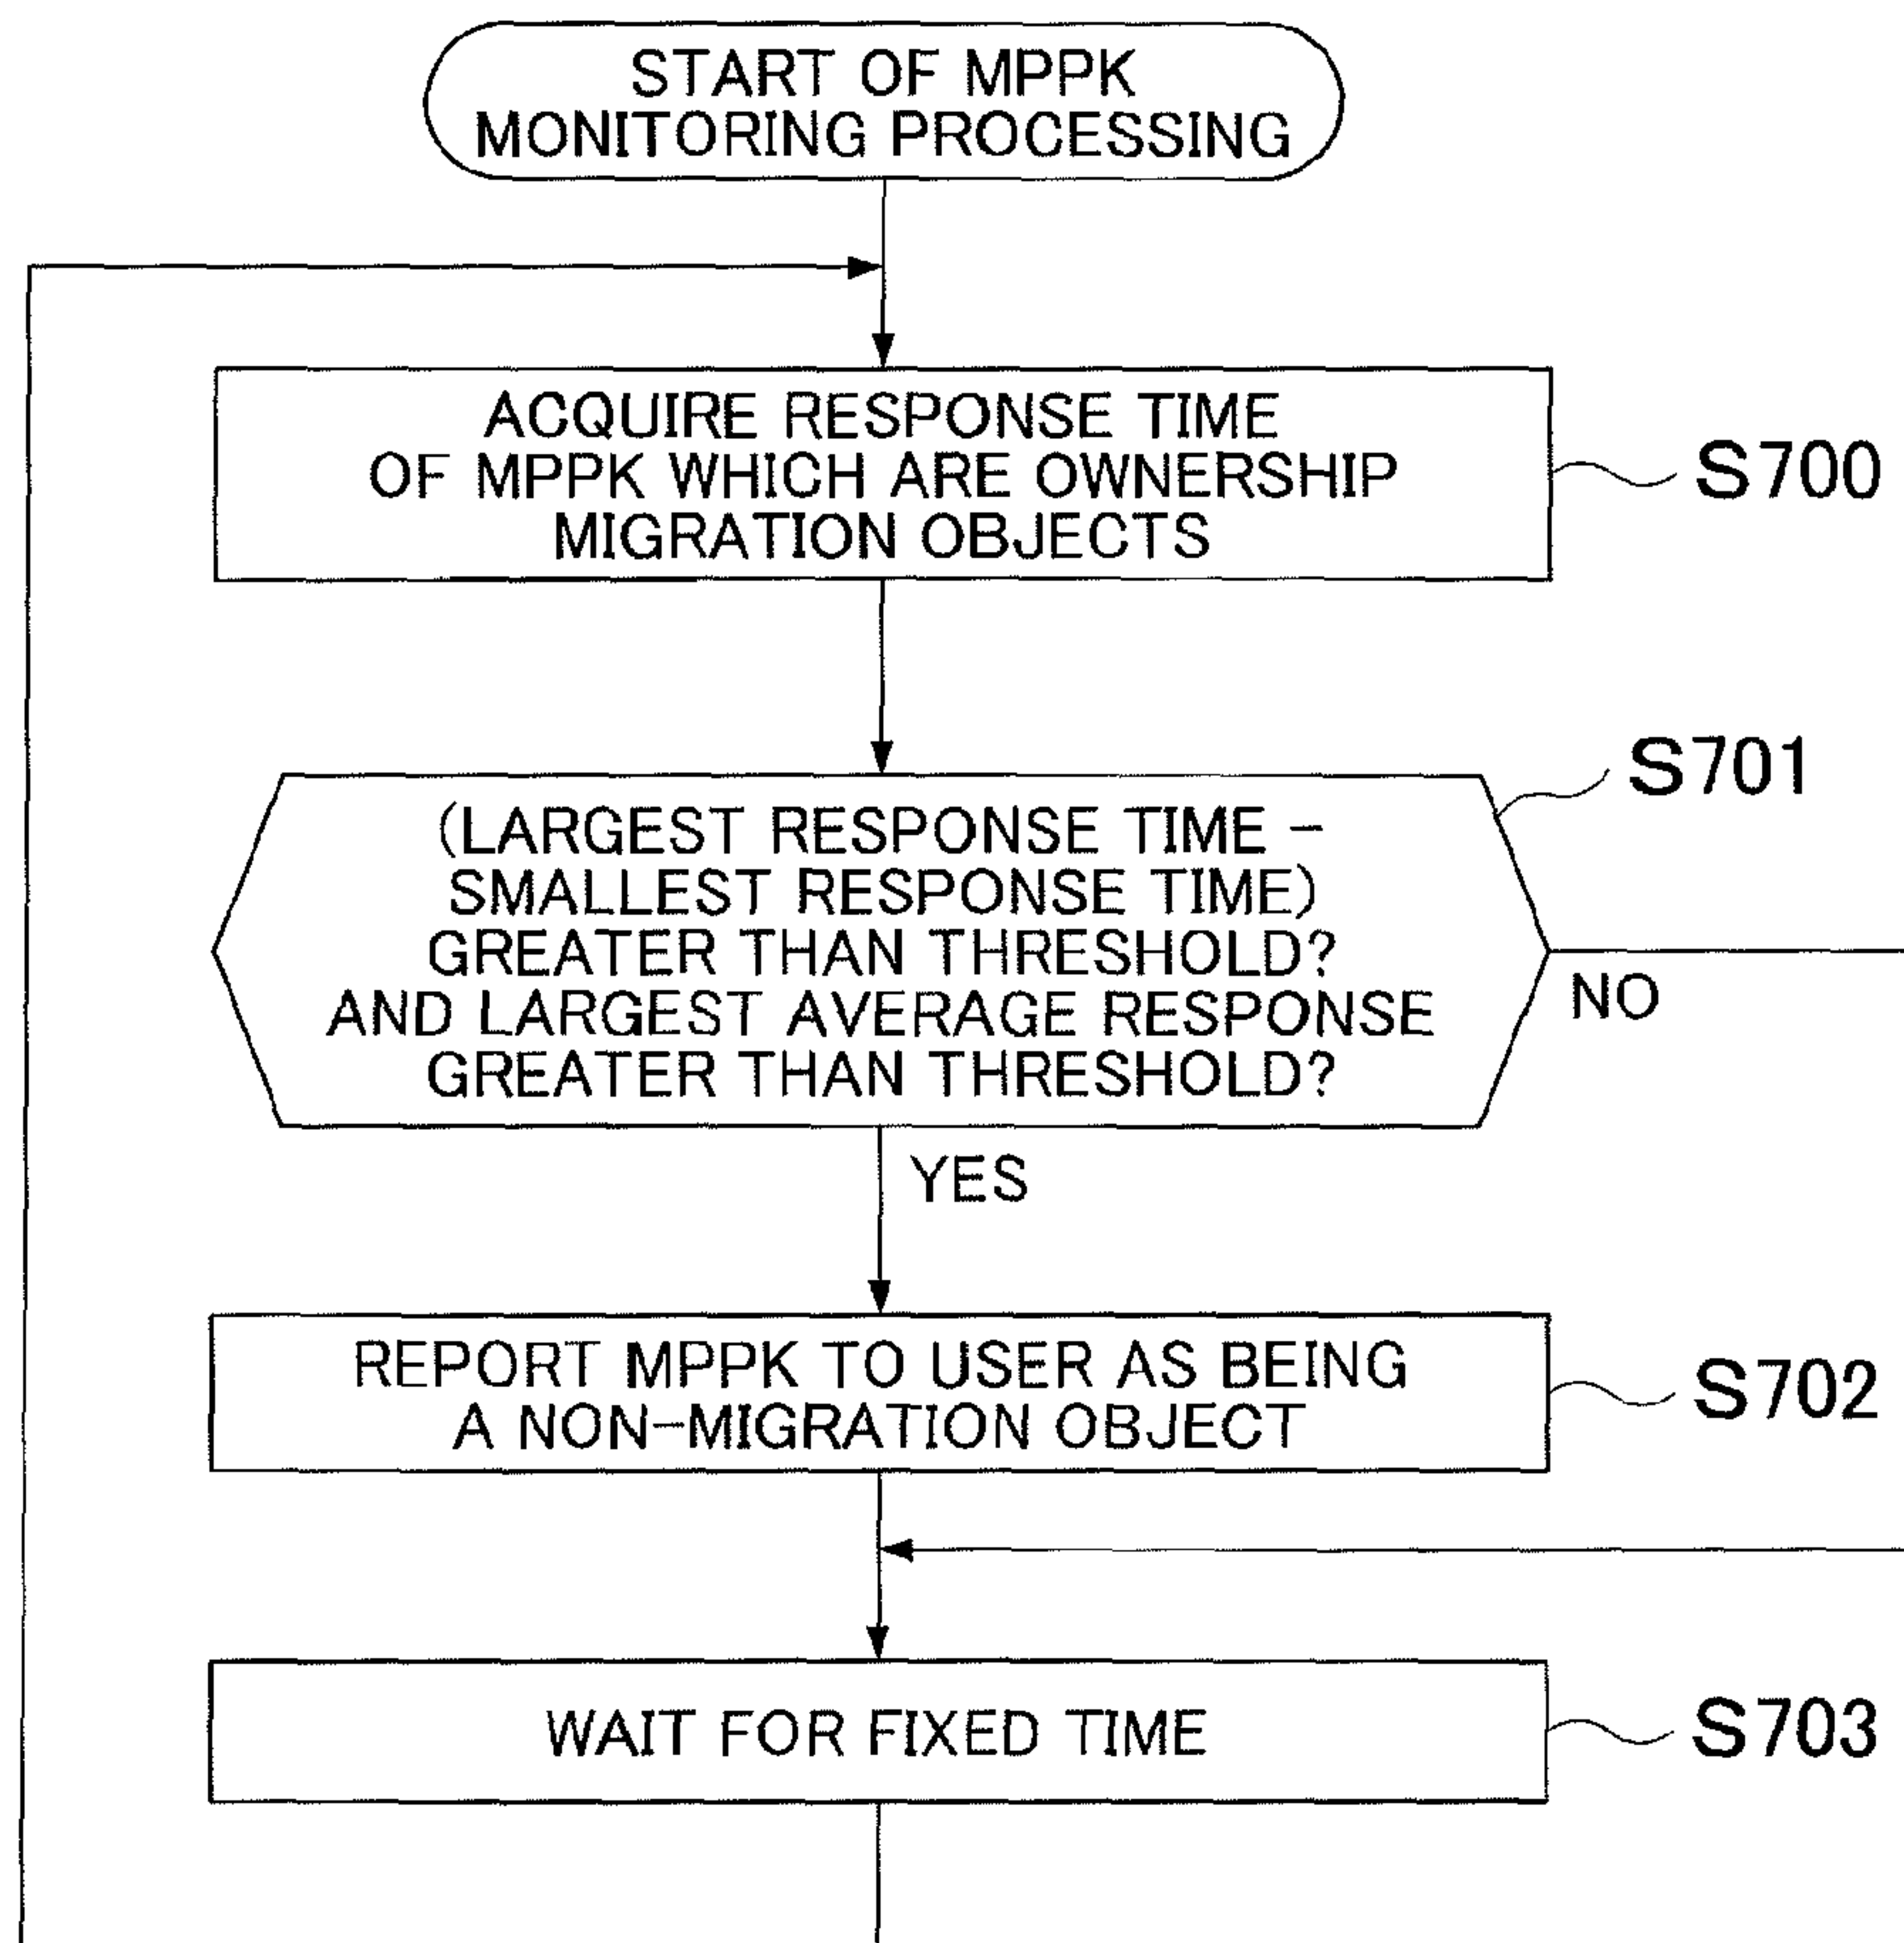 START OF MPPK
MONITORING PROCESSING
ACQUIRE RESPONSE TIME
OF MPPK WHICH ARE OWNERSHIP
MIGRATION OBJECTS
S700
S701
(LARGEST RESPONSE TIME -
SMALLEST RESPONSE TIME)
GREATER THAN THRESHOLD?
AND LARGEST AVERAGE RESPONSE
GREATER THAN THRESHOLD?
NO
YES
REPORT MPPK TO USER AS BEING
A NON-MIGRATION OBJECT
S702
WAIT FOR FIXED TIME
S703